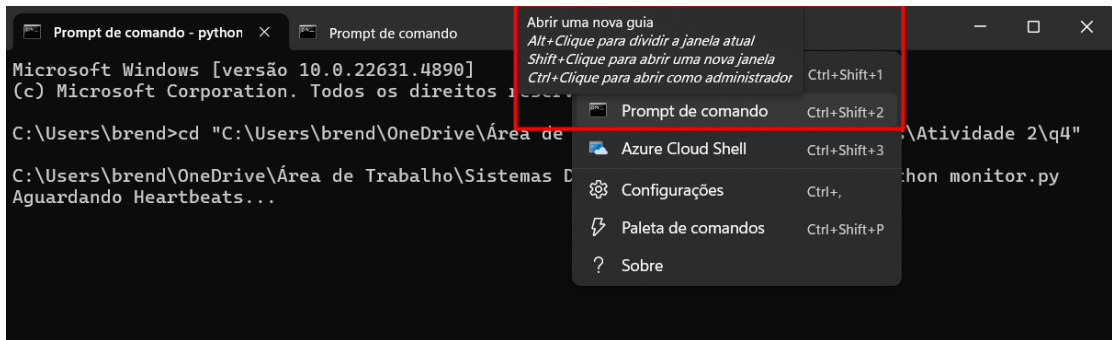 Prompt de comando - python
Prompt de comando
Abrir uma nova guia
Alt+Clique para dividir a janela atual
Shift+Clique para abrir uma nova janela
Ctrl+Clique para abrir como administrador
Ctrl+Shift+1
Prompt de comando Ctrl+Shift+2
Azure Cloud Shell Ctrl+Shift+3
Configurações Ctrl+,
Paleta de comandos Ctrl+Shift+P
Sobre
Microsoft Windows [versão 10.0.22631.4890]
(c) Microsoft Corporation. Todos os direitos
C:\Users\brend>cd "C:\Users\brend\OneDrive\Área de \Atividade 2\q4"
C:\Users\brend\OneDrive\Área de Trabalho\Sistemas monitor.py
Aguardando Heartbeats...